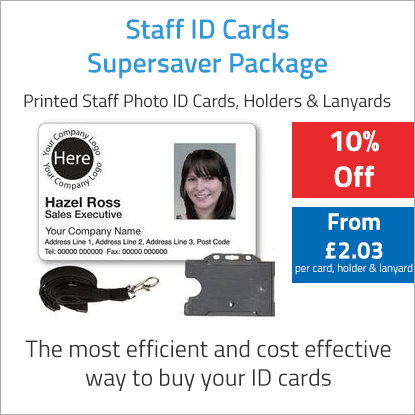 Staff ID Cards
Supersaver Package
Printed Staff Photo ID Cards, Holders & Lanyards
Your Company Logo
Here
Your Company Logo
Hazel Ross
Sales Executive
Your Company Name
Address Line 1, Address Line 2, Address Line 3, Post Code
Tel: 00000 000000 Fax: 00000 000000
10%
Off
From
£2.03
per card, holder & lanyard
The most efficient and cost effective
way to buy your ID cards